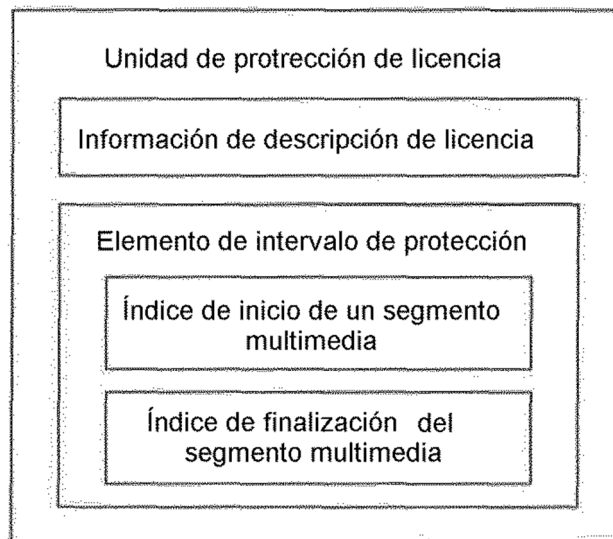 Unidad de protrección de licencia
Información de descripción de licencia
Elemento de intervalo de protección
Índice de inicio de un segmento
multimedia
Índice de finalización del
segmento multimedia